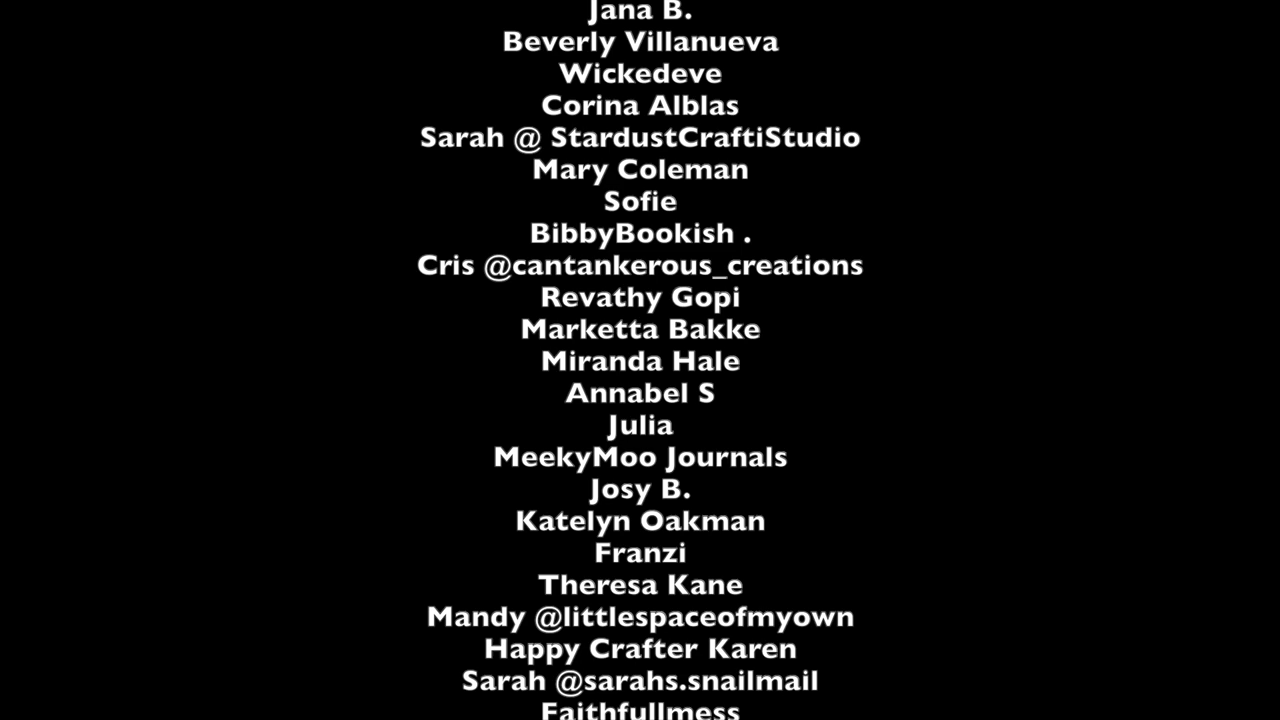 Jana B.
Beverly Villanueva
Wickedeve
Corina Alblas
Sarah @ StardustCraftiStudio
Mary Coleman
Sofie
BibbyBookish .
Cris @cantankerous_creations
Revathy Gopi
Marketta Bakke
Miranda Hale
Annabel S
Julia
MeekyMoo Journals
Josy B.
Katelyn Oakman
Franzi
Theresa Kane
Mandy @littlespaceofmyown
Happy Crafter Karen
Sarah @sarahs.snailmail
Faithfullmess